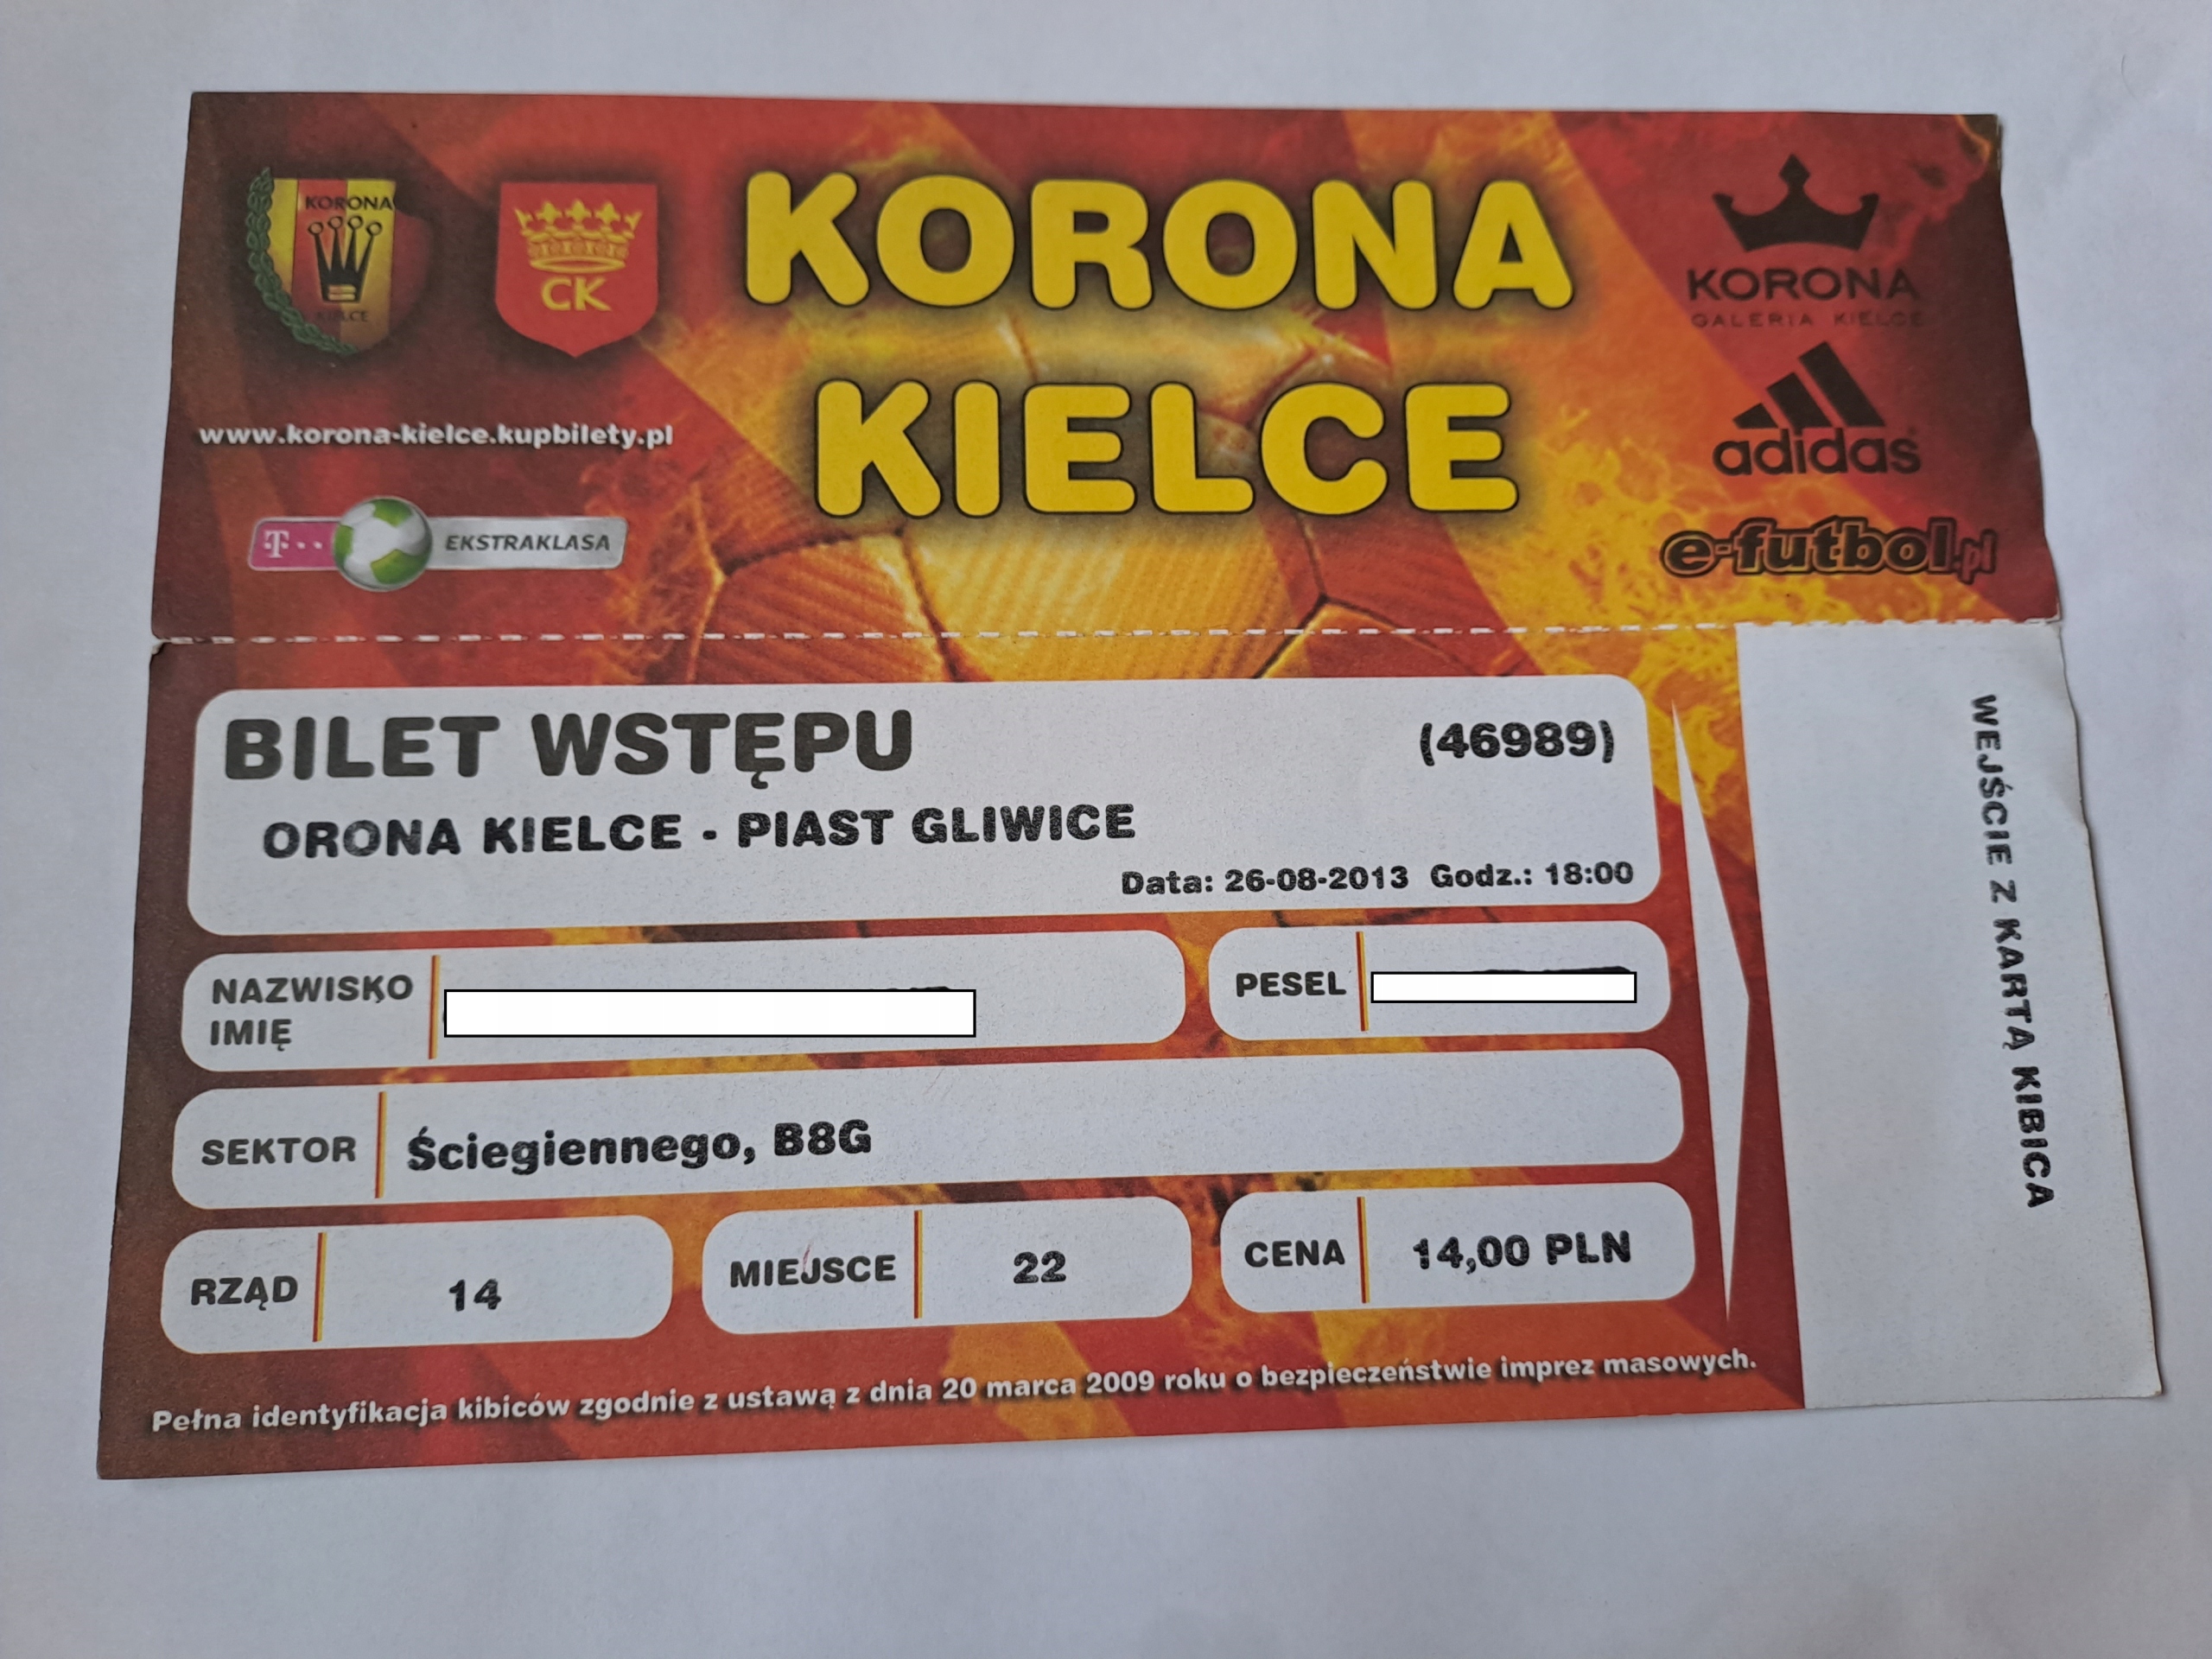 KORONA
KIELCE
CK
KORONA
KIELCE
KORONA
GALERIA KIELCE
adidas
www.korona-kielce.kupbilety.pl
T··
EKSTRAKLASA
e-futbol.pl
BILET WSTĘPU
(46989)
ORONA KIELCE - PIAST GLIWICE
Data: 26-08-2013 Godz.: 18:00
NAZWISKO
IMIĘ
PESEL
SEKTOR
Ściegiennego, B8G
RZĄD
14
MIEJSCE
22
CENA
14,00 PLN
Pełna identyfikacja kibiców zgodnie z ustawą z dnia 20 marca 2009 roku o bezpieczeństwie imprez masowych.
WEJŚCIE Z KARTĄ KIBICA